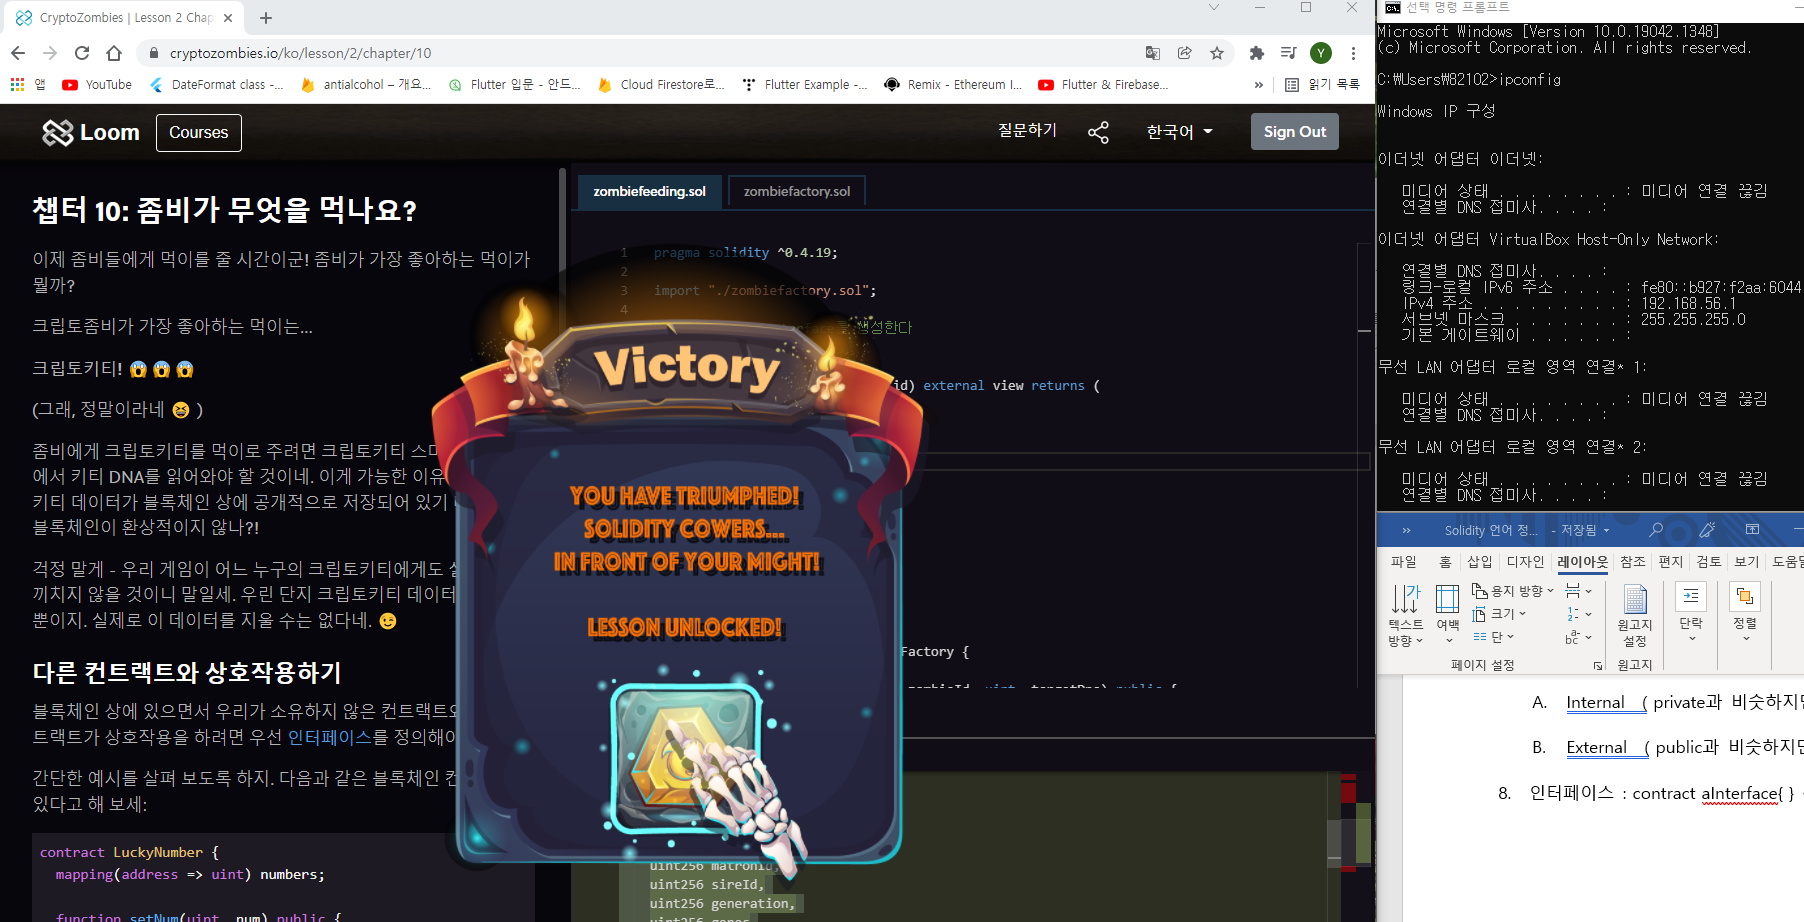 CryptoZombies | Lesson 2 Chap
cryptozombies.io/ko/lesson/2/chapter/10
Y
앱
YouTube
DateFormat class -...
antialcohol – 개요...
Flutter 입문 - 안드...
Cloud Firestore로...
Flutter Example -...
Remix - Ethereum I...
Flutter & Firebase...
»
읽기 목록
Loom
Courses
질문하기
한국어
Sign Out
챕터 10: 좀비가 무엇을 먹나요?
이제 좀비들에게 먹이를 줄 시간이군! 좀비가 가장 좋아하는 먹이가
뭘까?
크립토좀비가 가장 좋아하는 먹이는...
크립토키티! 😱 😱 😱
(그래, 정말이라네 😆 )
좀비에게 크립토키티를 먹이로 주려면 크립토키티
에서 키티 DNA를 읽어와야 할 것이네. 이게 가능한
키티 데이터가 블록체인 상에 공개적으로 저장되어 있기
블록체인이 환상적이지 않나?!
걱정 말게 - 우리 게임이 어느 누구의 크립토키티에게도
끼치지 않을 것이니 말일세. 우린 단지 크립토키티
뿐이지. 실제로 이 데이터를 지울 수는 없다네. 😉
다른 컨트랙트와 상호작용하기
블록체인 상에 있으면서 우리가 소유하지 않은
트랙트가 상호작용을 하려면 우선 인터페이스를
간단한 예시를 살펴 보도록 하지. 다음과 같은 블록체인
있다고 해 보세:
contract LuckyNumber {
mapping(address => uint) numbers;
function setNum(uint _num) public {
zombiefeeding.sol
zombiefactory.sol
1 pragma solidity ^0.4.19;
2
3 import "./zombiefactory.sol";
4
생성한다
id) external view returns (
Factory {
zombieId, uint _targetDna) public {
uint256 matronId,
uint256 sireId,
uint256 generation,
uint256 genes
Victory
YOU HAVE TRIUMPHED!
SOLIDITY COWERS...
IN FRONT OF YOUR MIGHT!
LESSON UNLOCKED!
선택 명령 프롬프트
Microsoft Windows [Version 10.0.19042.1348]
(c) Microsoft Corporation. All rights reserved.
C:₩Users₩82102>ipconfig
Windows IP 구성
이더넷 어댑터 이더넷:
미디어 상태 . . . . . . . . : 미디어 연결 끊김
연결별 DNS 접미사. . . . :
이더넷 어댑터 VirtualBox Host-Only Network:
연결별 DNS 접미사. . . . :
링크-로컬 IPv6 주소 . . . . : fe80::b927:f2aa:6044
IPv4 주소 . . . . . . . . . : 192.168.56.1
서브넷 마스크 . . . . . . . : 255.255.255.0
기본 게이트웨이 . . . . . . :
무선 LAN 어댑터 로컬 영역 연결* 1:
미디어 상태 . . . . . . . . : 미디어 연결 끊김
연결별 DNS 접미사. . . . :
무선 LAN 어댑터 로컬 영역 연결* 2:
미디어 상태 . . . . . . . . : 미디어 연결 끊김
연결별 DNS 접미사. . . . :
» Solidity 언어 정... - 저장됨
파일 홈 삽입 디자인 레이아웃 참조 편지 검토 보기 도움말
텍스트
방향
여백
용지 방향
크기
단
원고지
설정
단락
정렬
페이지 설정
원고지
A. Internal ( private과 비슷하지만
B. External ( public과 비슷하지만
8. 인터페이스 : contract aInterface{ }